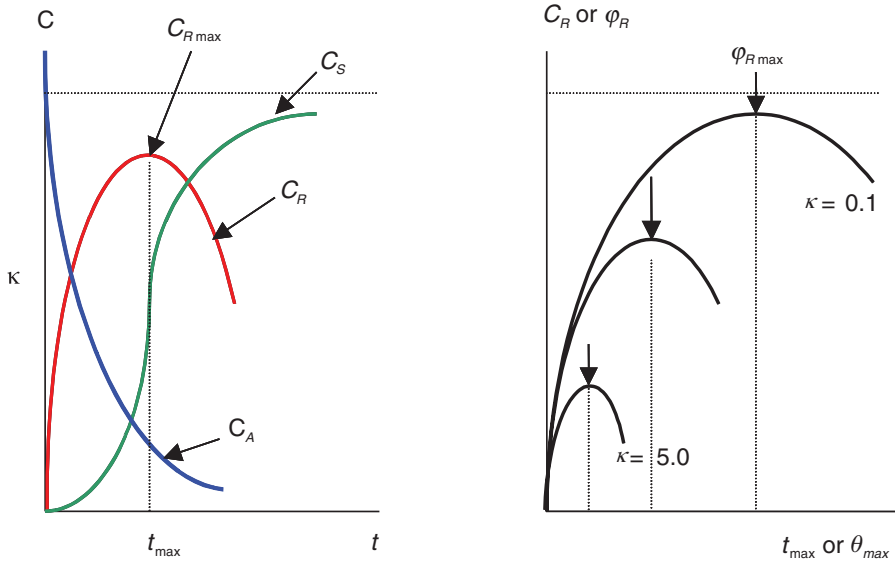 C
C_R max
C_S
C_R
κ
C_A
t_max
t
C_R or φ_R
φ_R max
κ = 0.1
κ = 5.0
t_max or θ_max